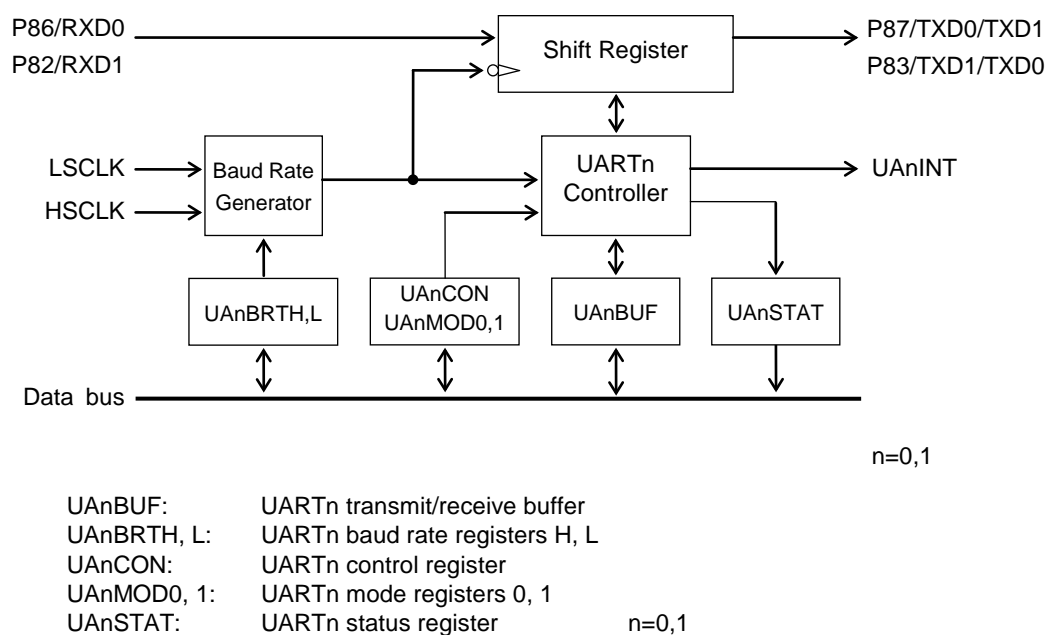 P86/RXD0
P82/RXD1
Shift Register
P87/TXD0/TXD1
P83/TXD1/TXD0
LSCLK
HSCLK
Baud Rate
Generator
UARTn
Controller
UAnINT
UAnBRTH,L
UAnCON
UAnMOD0,1
UAnBUF
UAnSTAT
Data bus
n=0,1
UAnBUF: UARTn transmit/receive buffer
UAnBRTH, L: UARTn baud rate registers H, L
UAnCON: UARTn control register
UAnMOD0, 1: UARTn mode registers 0, 1
UAnSTAT: UARTn status register n=0,1